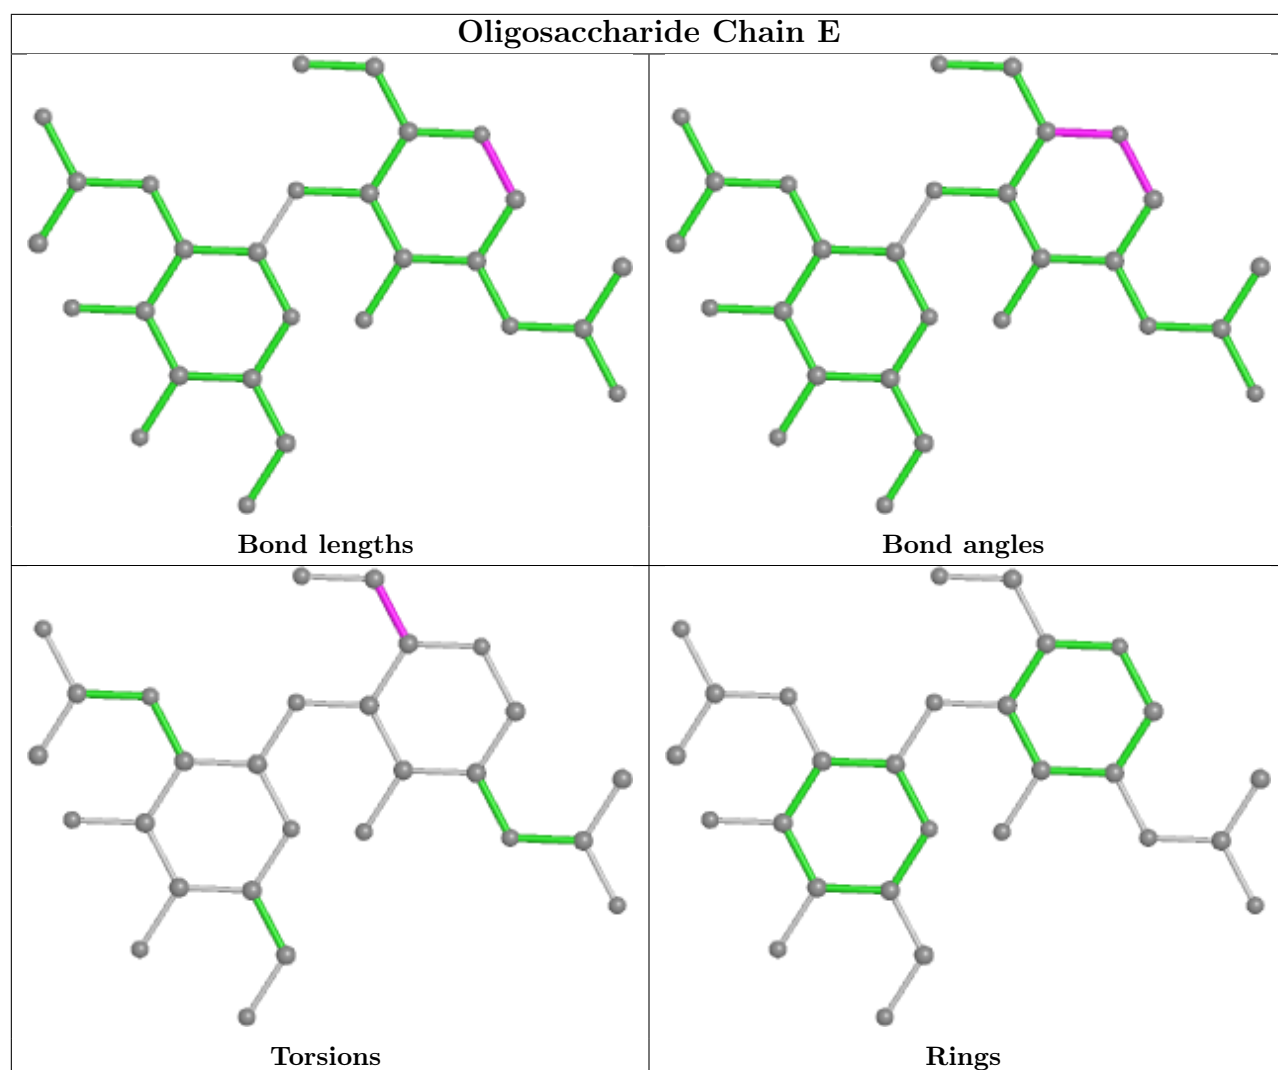 Oligosaccharide Chain E
Bond lengths
Bond angles
Torsions
Rings